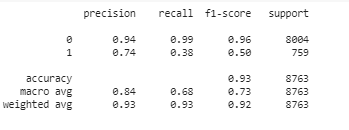 precision recall f1-score support
0 0.94 0.99 0.96 8004
1 0.74 0.38 0.50 759
accuracy 0.93 8763
macro avg 0.84 0.68 0.73 8763
weighted avg 0.93 0.93 0.92 8763